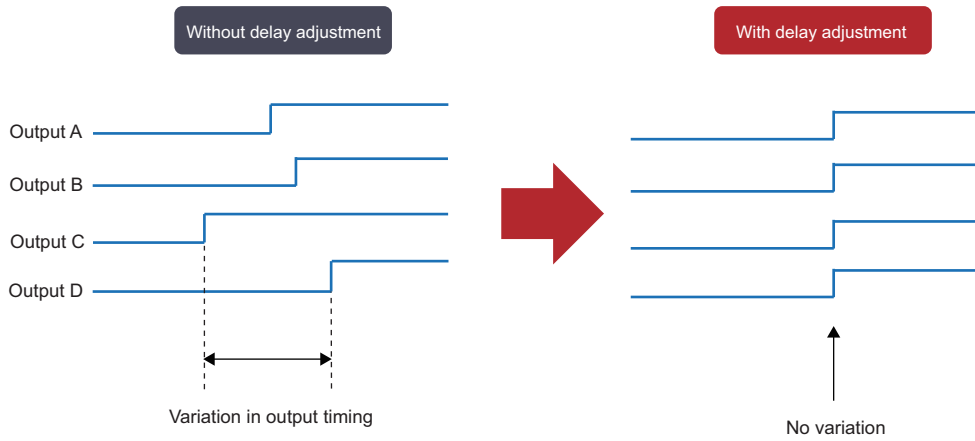 Without delay adjustment
With delay adjustment
Output A
Output B
Output C
Output D
Variation in output timing
No variation